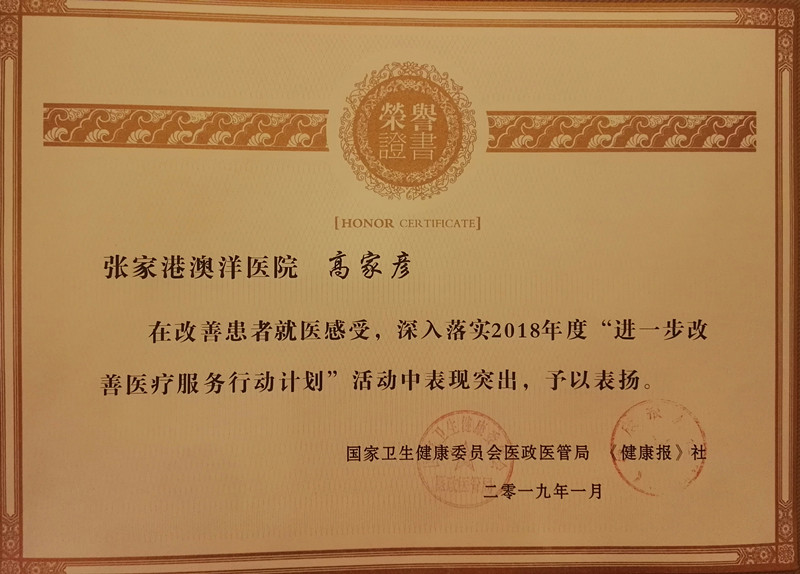 榮譽
證書
[HONOR CERTIFICATE]
张家港澳洋医院 高家彦
在改善患者就医感受，深入落实2018年度“进一步改
善医疗服务行动计划”活动中表现突出，予以表扬。
国家卫生健康委员会医政医管局 《健康报》社
二零一九年一月